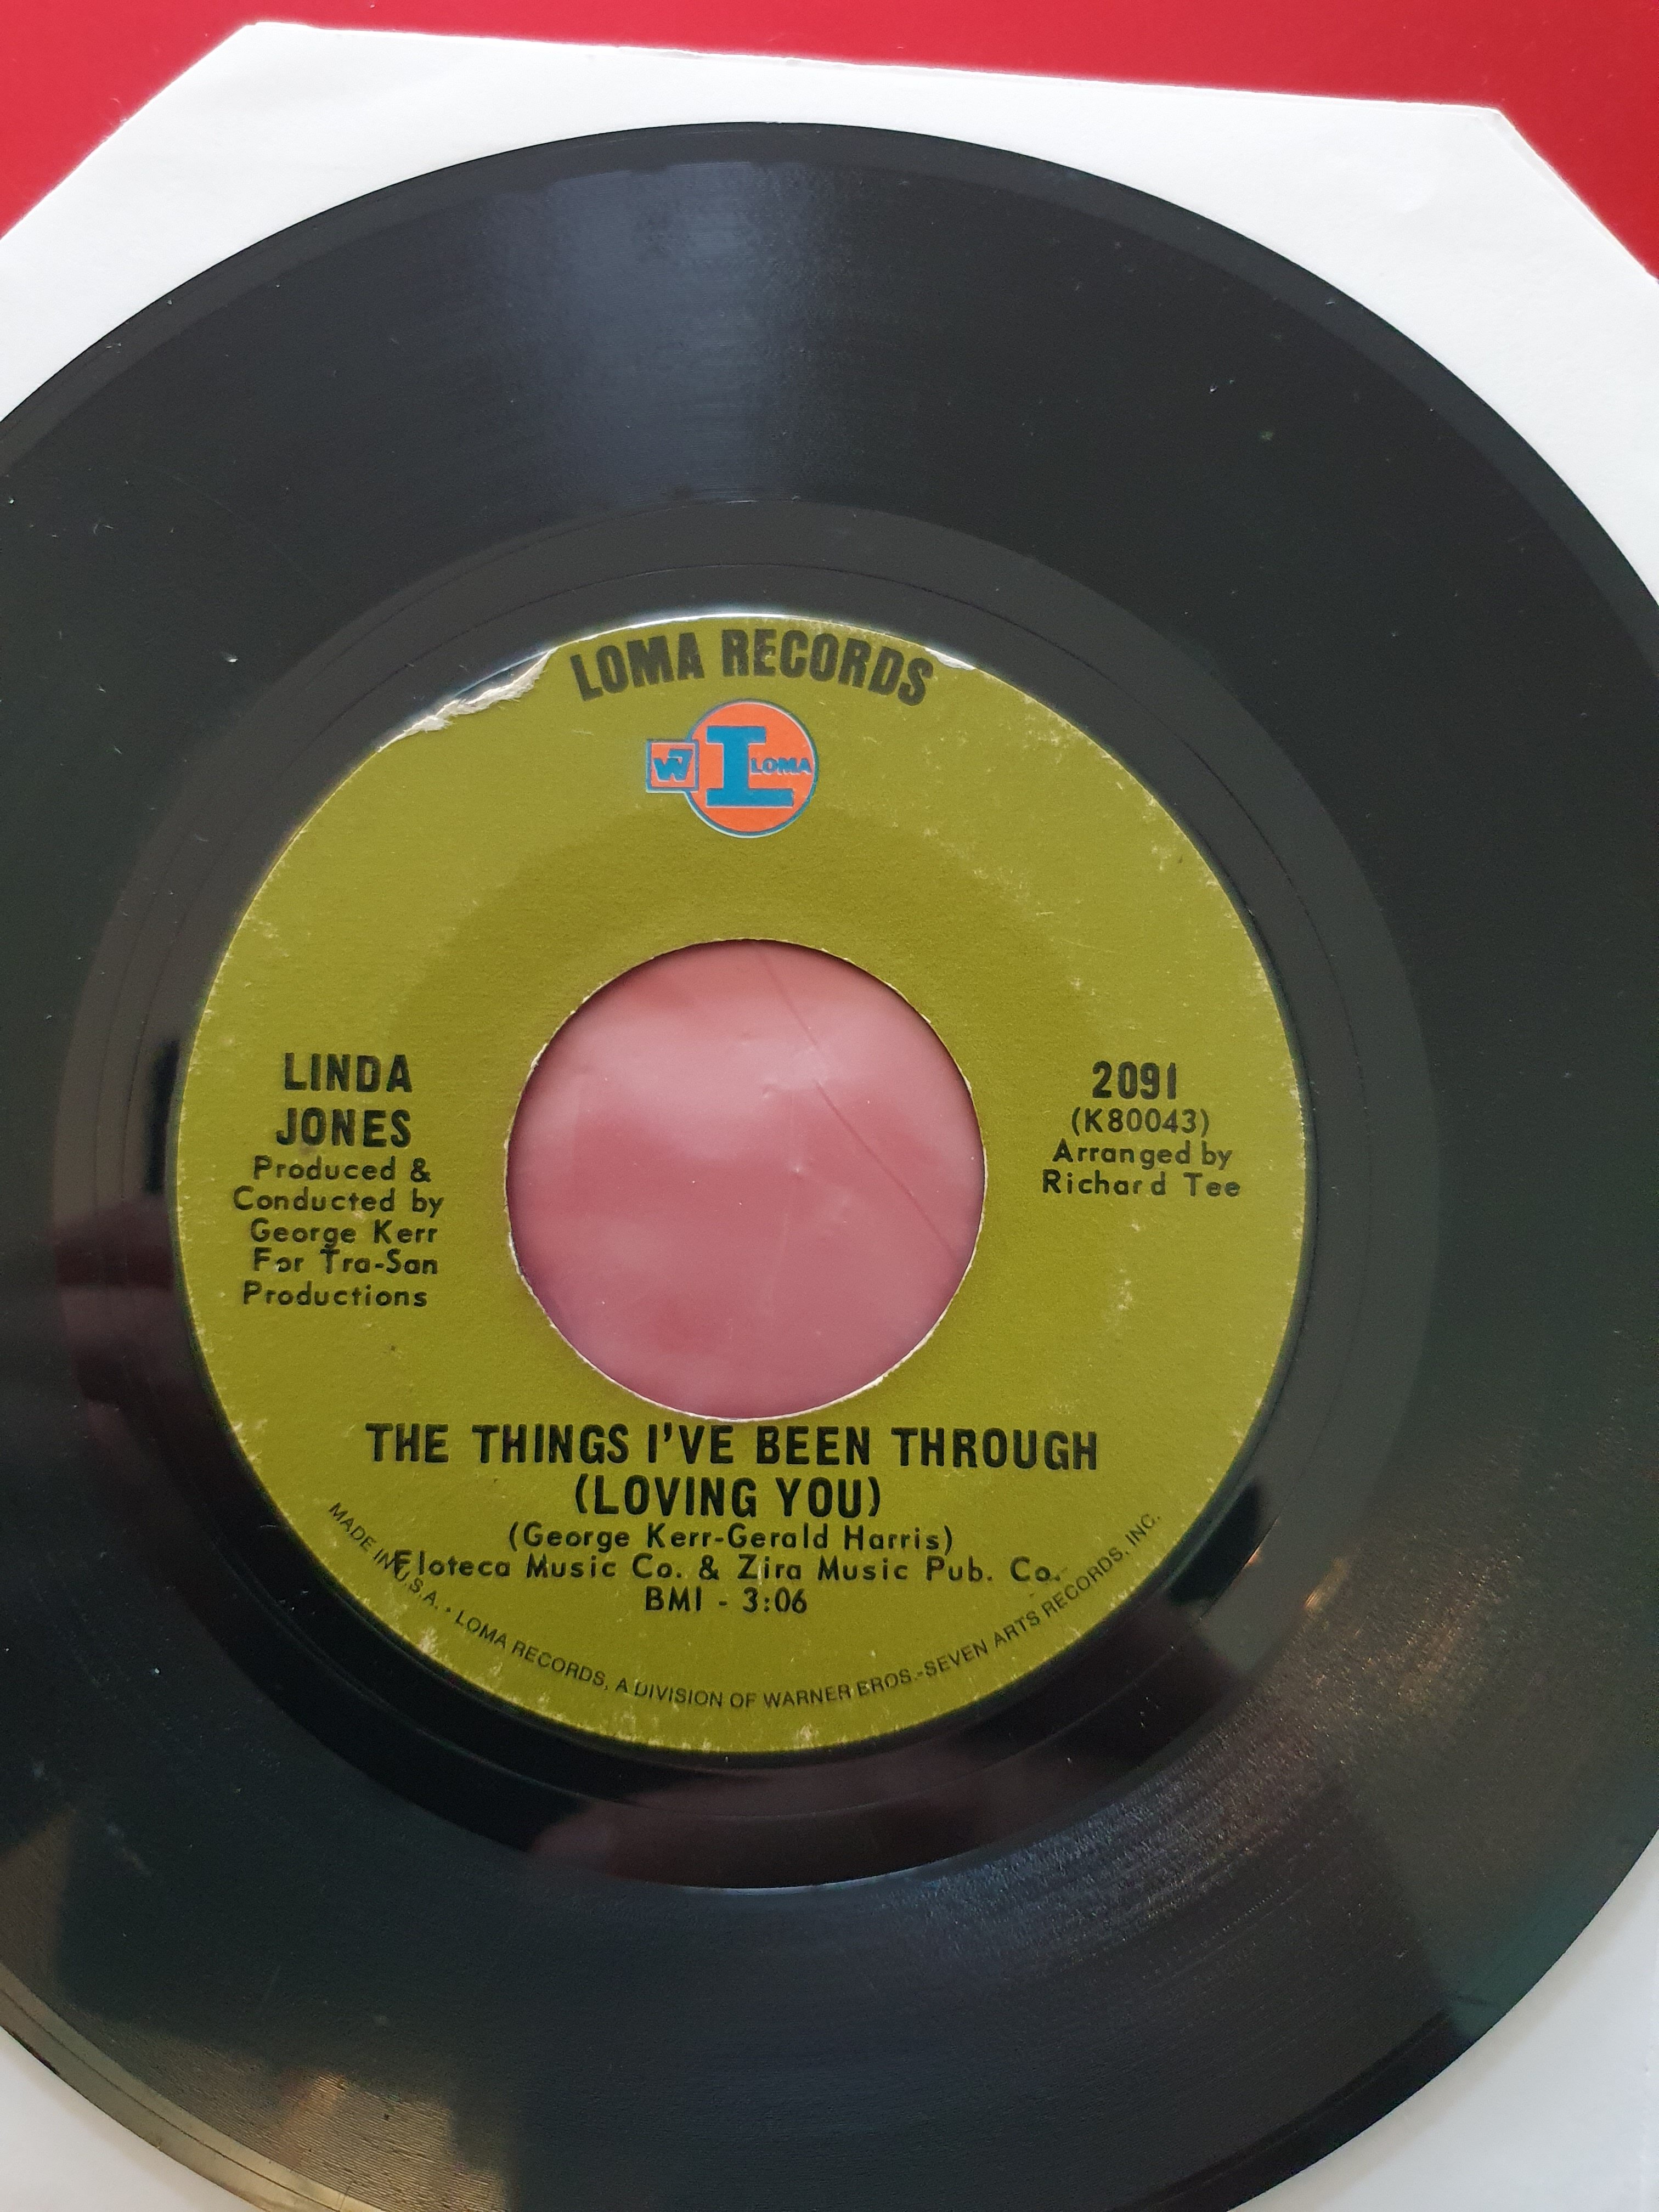 LOMA RECORDS
W7
L LOMA
LINDA
JONES
Produced &
Conducted by
George Kerr
For Tra-San
Productions
2091
(K80043)
Arranged by
Richard Tee
THE THINGS I'VE BEEN THROUGH
(LOVING YOU)
(George Kerr-Gerald Harris)
Floteca Music Co. & Zira Music Pub. Co.
BMI - 3:06
MADE IN U.S.A. • LOMA RECORDS, A DIVISION OF WARNER BROS.-SEVEN ARTS RECORDS, INC.